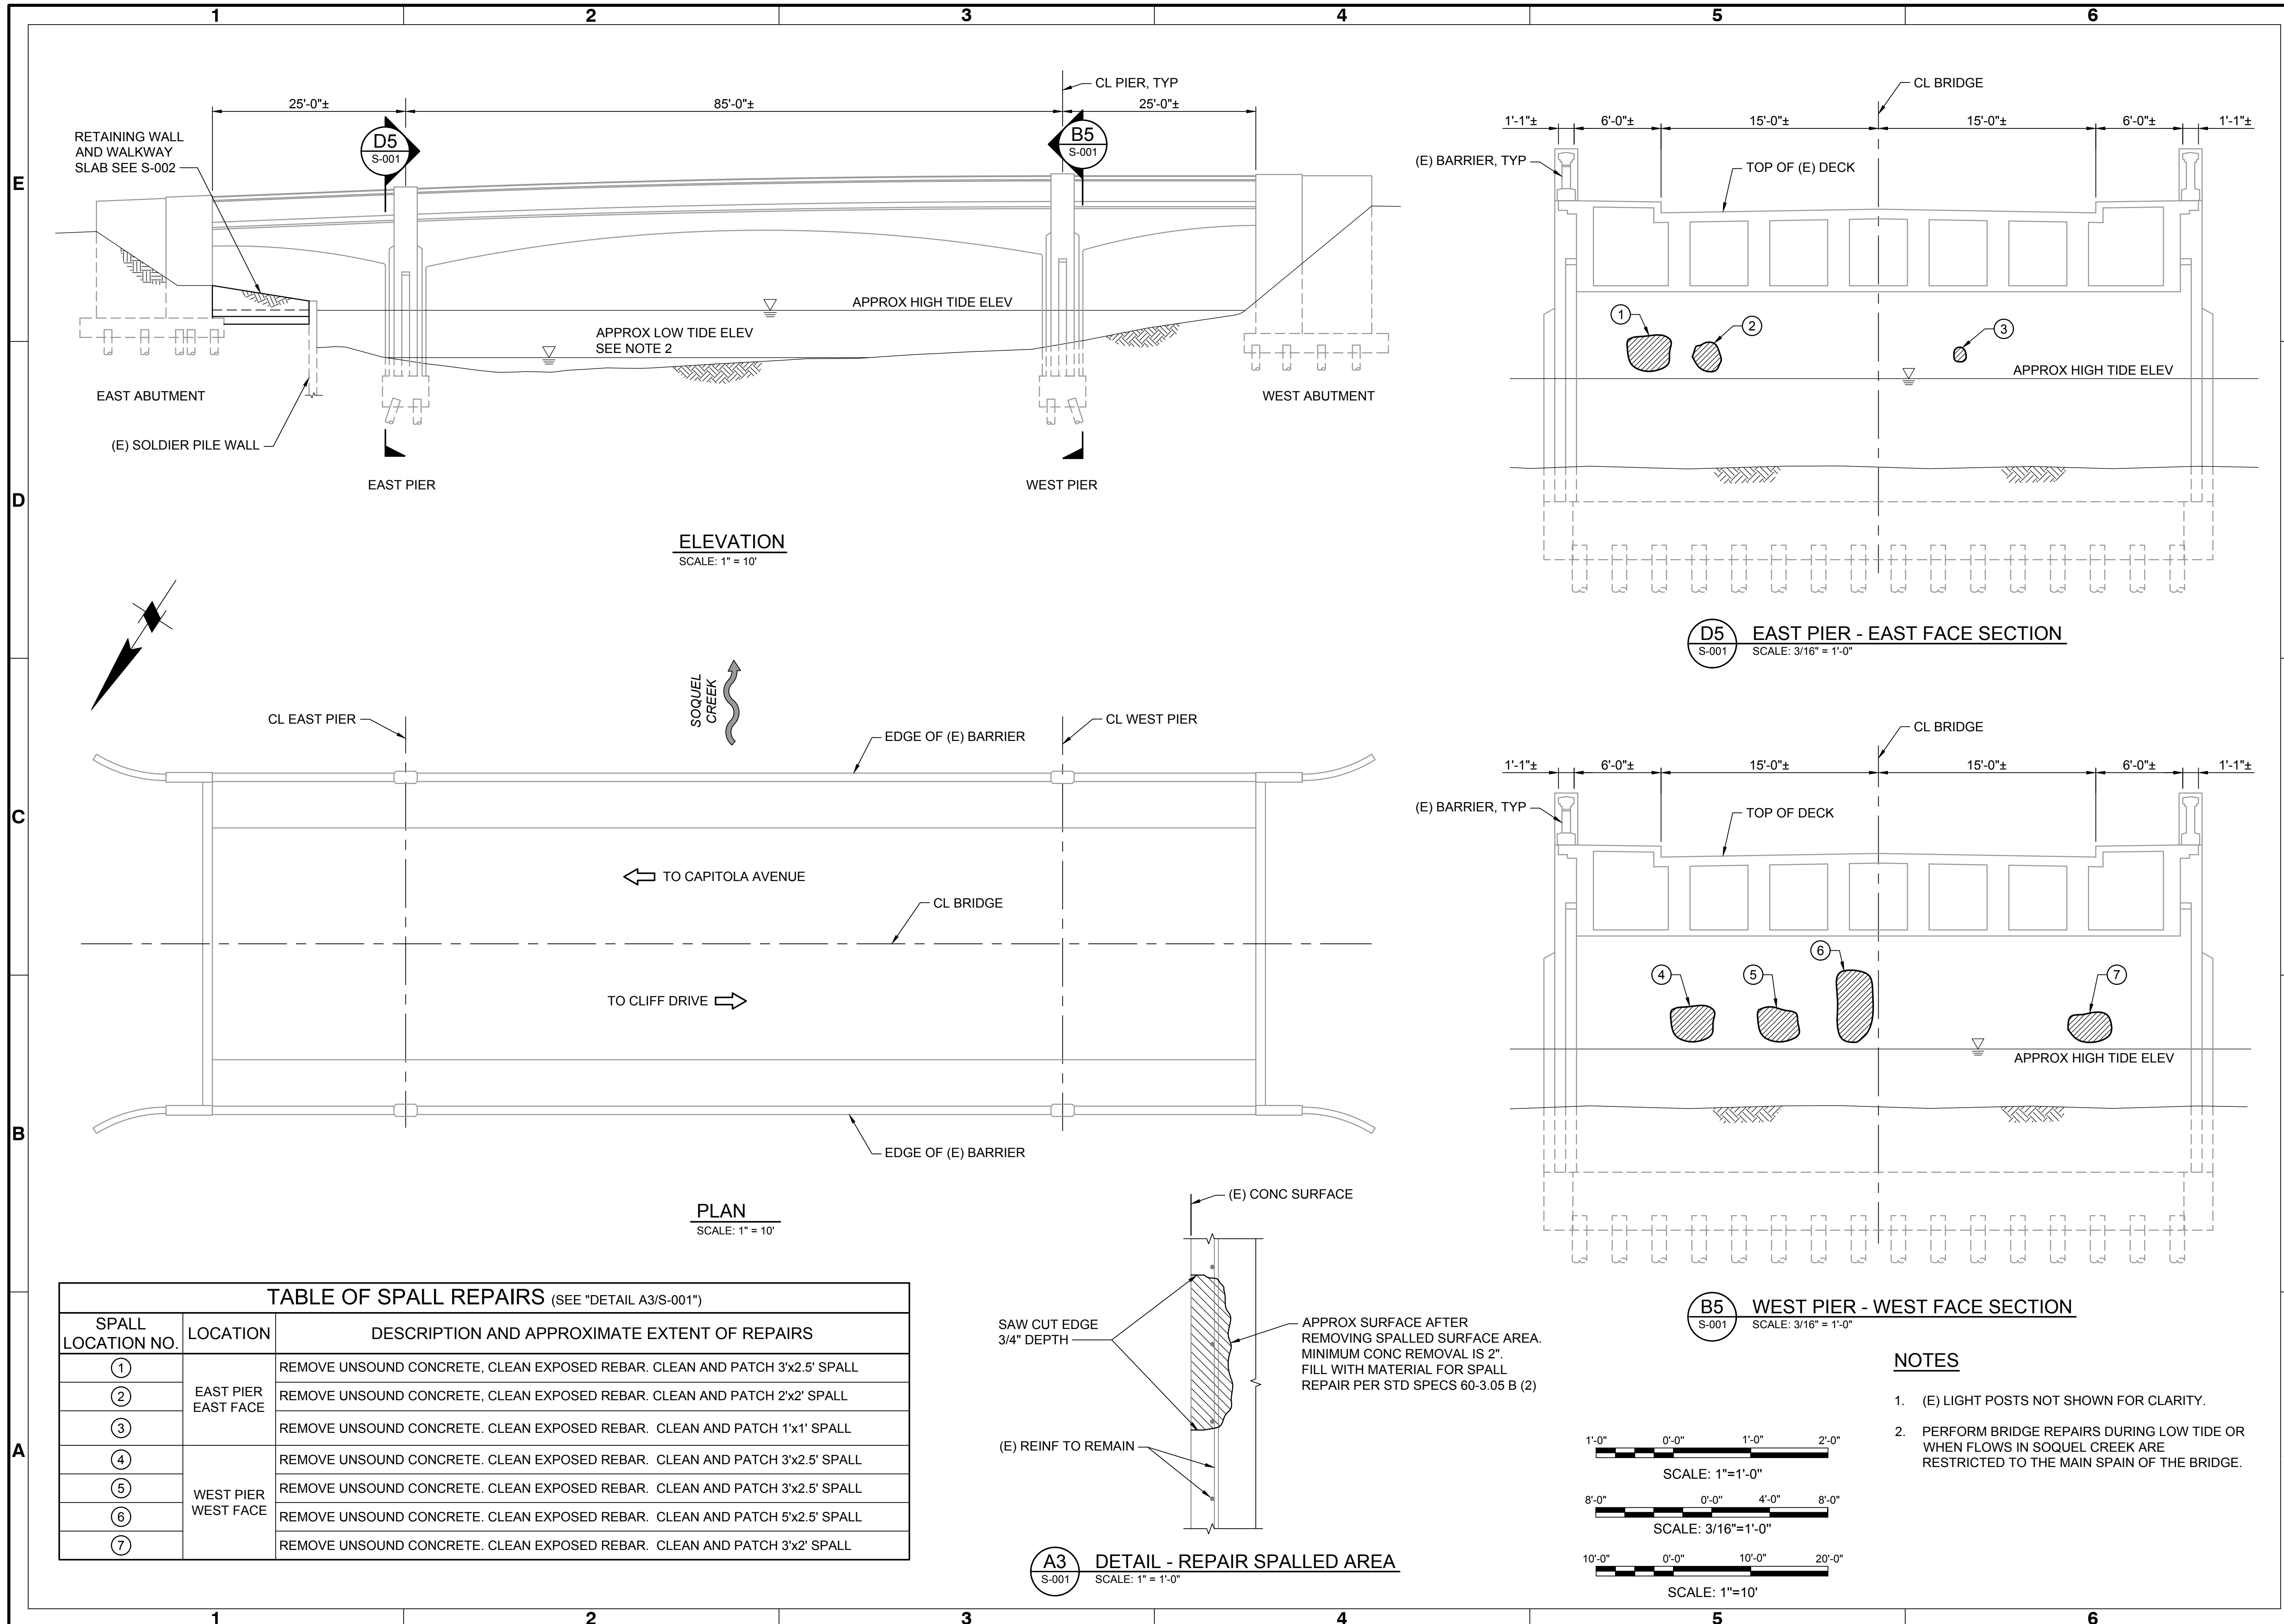 1 2 3 4 5 6
E
D
C
B
A
25'-0"± 85'-0"± 25'-0"±
CL PIER, TYP
RETAINING WALL
AND WALKWAY
SLAB SEE S-002
D5
S-001
B5
S-001
APPROX HIGH TIDE ELEV
APPROX LOW TIDE ELEV
SEE NOTE 2
EAST ABUTMENT
WEST ABUTMENT
(E) SOLDIER PILE WALL
EAST PIER
WEST PIER
ELEVATION
SCALE: 1" = 10'
CL BRIDGE
1'-1"± 6'-0"± 15'-0"± 15'-0"± 6'-0"± 1'-1"±
(E) BARRIER, TYP
TOP OF (E) DECK
1 2 3
APPROX HIGH TIDE ELEV
D5
S-001
EAST PIER - EAST FACE SECTION
SCALE: 3/16" = 1'-0"
SOQUEL
CREEK
CL EAST PIER
CL WEST PIER
EDGE OF (E) BARRIER
TO CAPITOLA AVENUE
CL BRIDGE
TO CLIFF DRIVE
EDGE OF (E) BARRIER
PLAN
SCALE: 1" = 10'
CL BRIDGE
1'-1"± 6'-0"± 15'-0"± 15'-0"± 6'-0"± 1'-1"±
(E) BARRIER, TYP
TOP OF DECK
4 5 6 7
APPROX HIGH TIDE ELEV
B5
S-001
WEST PIER - WEST FACE SECTION
SCALE: 3/16" = 1'-0"
TABLE OF SPALL REPAIRS (SEE "DETAIL A3/S-001")
SPALL
LOCATION NO.
LOCATION
DESCRIPTION AND APPROXIMATE EXTENT OF REPAIRS
EAST PIER
EAST FACE
1 REMOVE UNSOUND CONCRETE, CLEAN EXPOSED REBAR. CLEAN AND PATCH 3'x2.5' SPALL
2 REMOVE UNSOUND CONCRETE, CLEAN EXPOSED REBAR. CLEAN AND PATCH 2'x2' SPALL
3 REMOVE UNSOUND CONCRETE. CLEAN EXPOSED REBAR. CLEAN AND PATCH 1'x1' SPALL
WEST PIER
WEST FACE
4 REMOVE UNSOUND CONCRETE. CLEAN EXPOSED REBAR. CLEAN AND PATCH 3'x2.5' SPALL
5 REMOVE UNSOUND CONCRETE. CLEAN EXPOSED REBAR. CLEAN AND PATCH 3'x2.5' SPALL
6 REMOVE UNSOUND CONCRETE. CLEAN EXPOSED REBAR. CLEAN AND PATCH 5'x2.5' SPALL
7 REMOVE UNSOUND CONCRETE. CLEAN EXPOSED REBAR. CLEAN AND PATCH 3'x2' SPALL
(E) CONC SURFACE
SAW CUT EDGE
3/4" DEPTH
APPROX SURFACE AFTER
REMOVING SPALLED SURFACE AREA.
MINIMUM CONC REMOVAL IS 2".
FILL WITH MATERIAL FOR SPALL
REPAIR PER STD SPECS 60-3.05 B (2)
(E) REINF TO REMAIN
A3
S-001
DETAIL - REPAIR SPALLED AREA
SCALE: 1" = 1'-0"
NOTES
1. (E) LIGHT POSTS NOT SHOWN FOR CLARITY.
2. PERFORM BRIDGE REPAIRS DURING LOW TIDE OR
WHEN FLOWS IN SOQUEL CREEK ARE
RESTRICTED TO THE MAIN SPAIN OF THE BRIDGE.
1'-0" 0'-0" 1'-0" 2'-0"
SCALE: 1"=1'-0"
8'-0" 0'-0" 4'-0" 8'-0"
SCALE: 3/16"=1'-0"
10'-0" 0'-0" 10'-0" 20'-0"
SCALE: 1"=10'
1 2 3 4 5 6